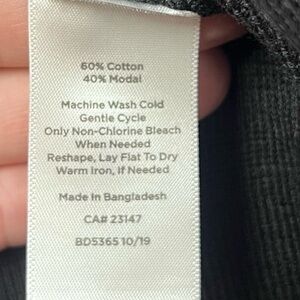 60% Cotton
40% Modal
Machine Wash Cold
Gentle Cycle
Only Non-Chlorine Bleach
When Needed
Reshape, Lay Flat To Dry
Warm Iron, If Needed
Made In Bangladesh
CA# 23147
BD5365 10/19